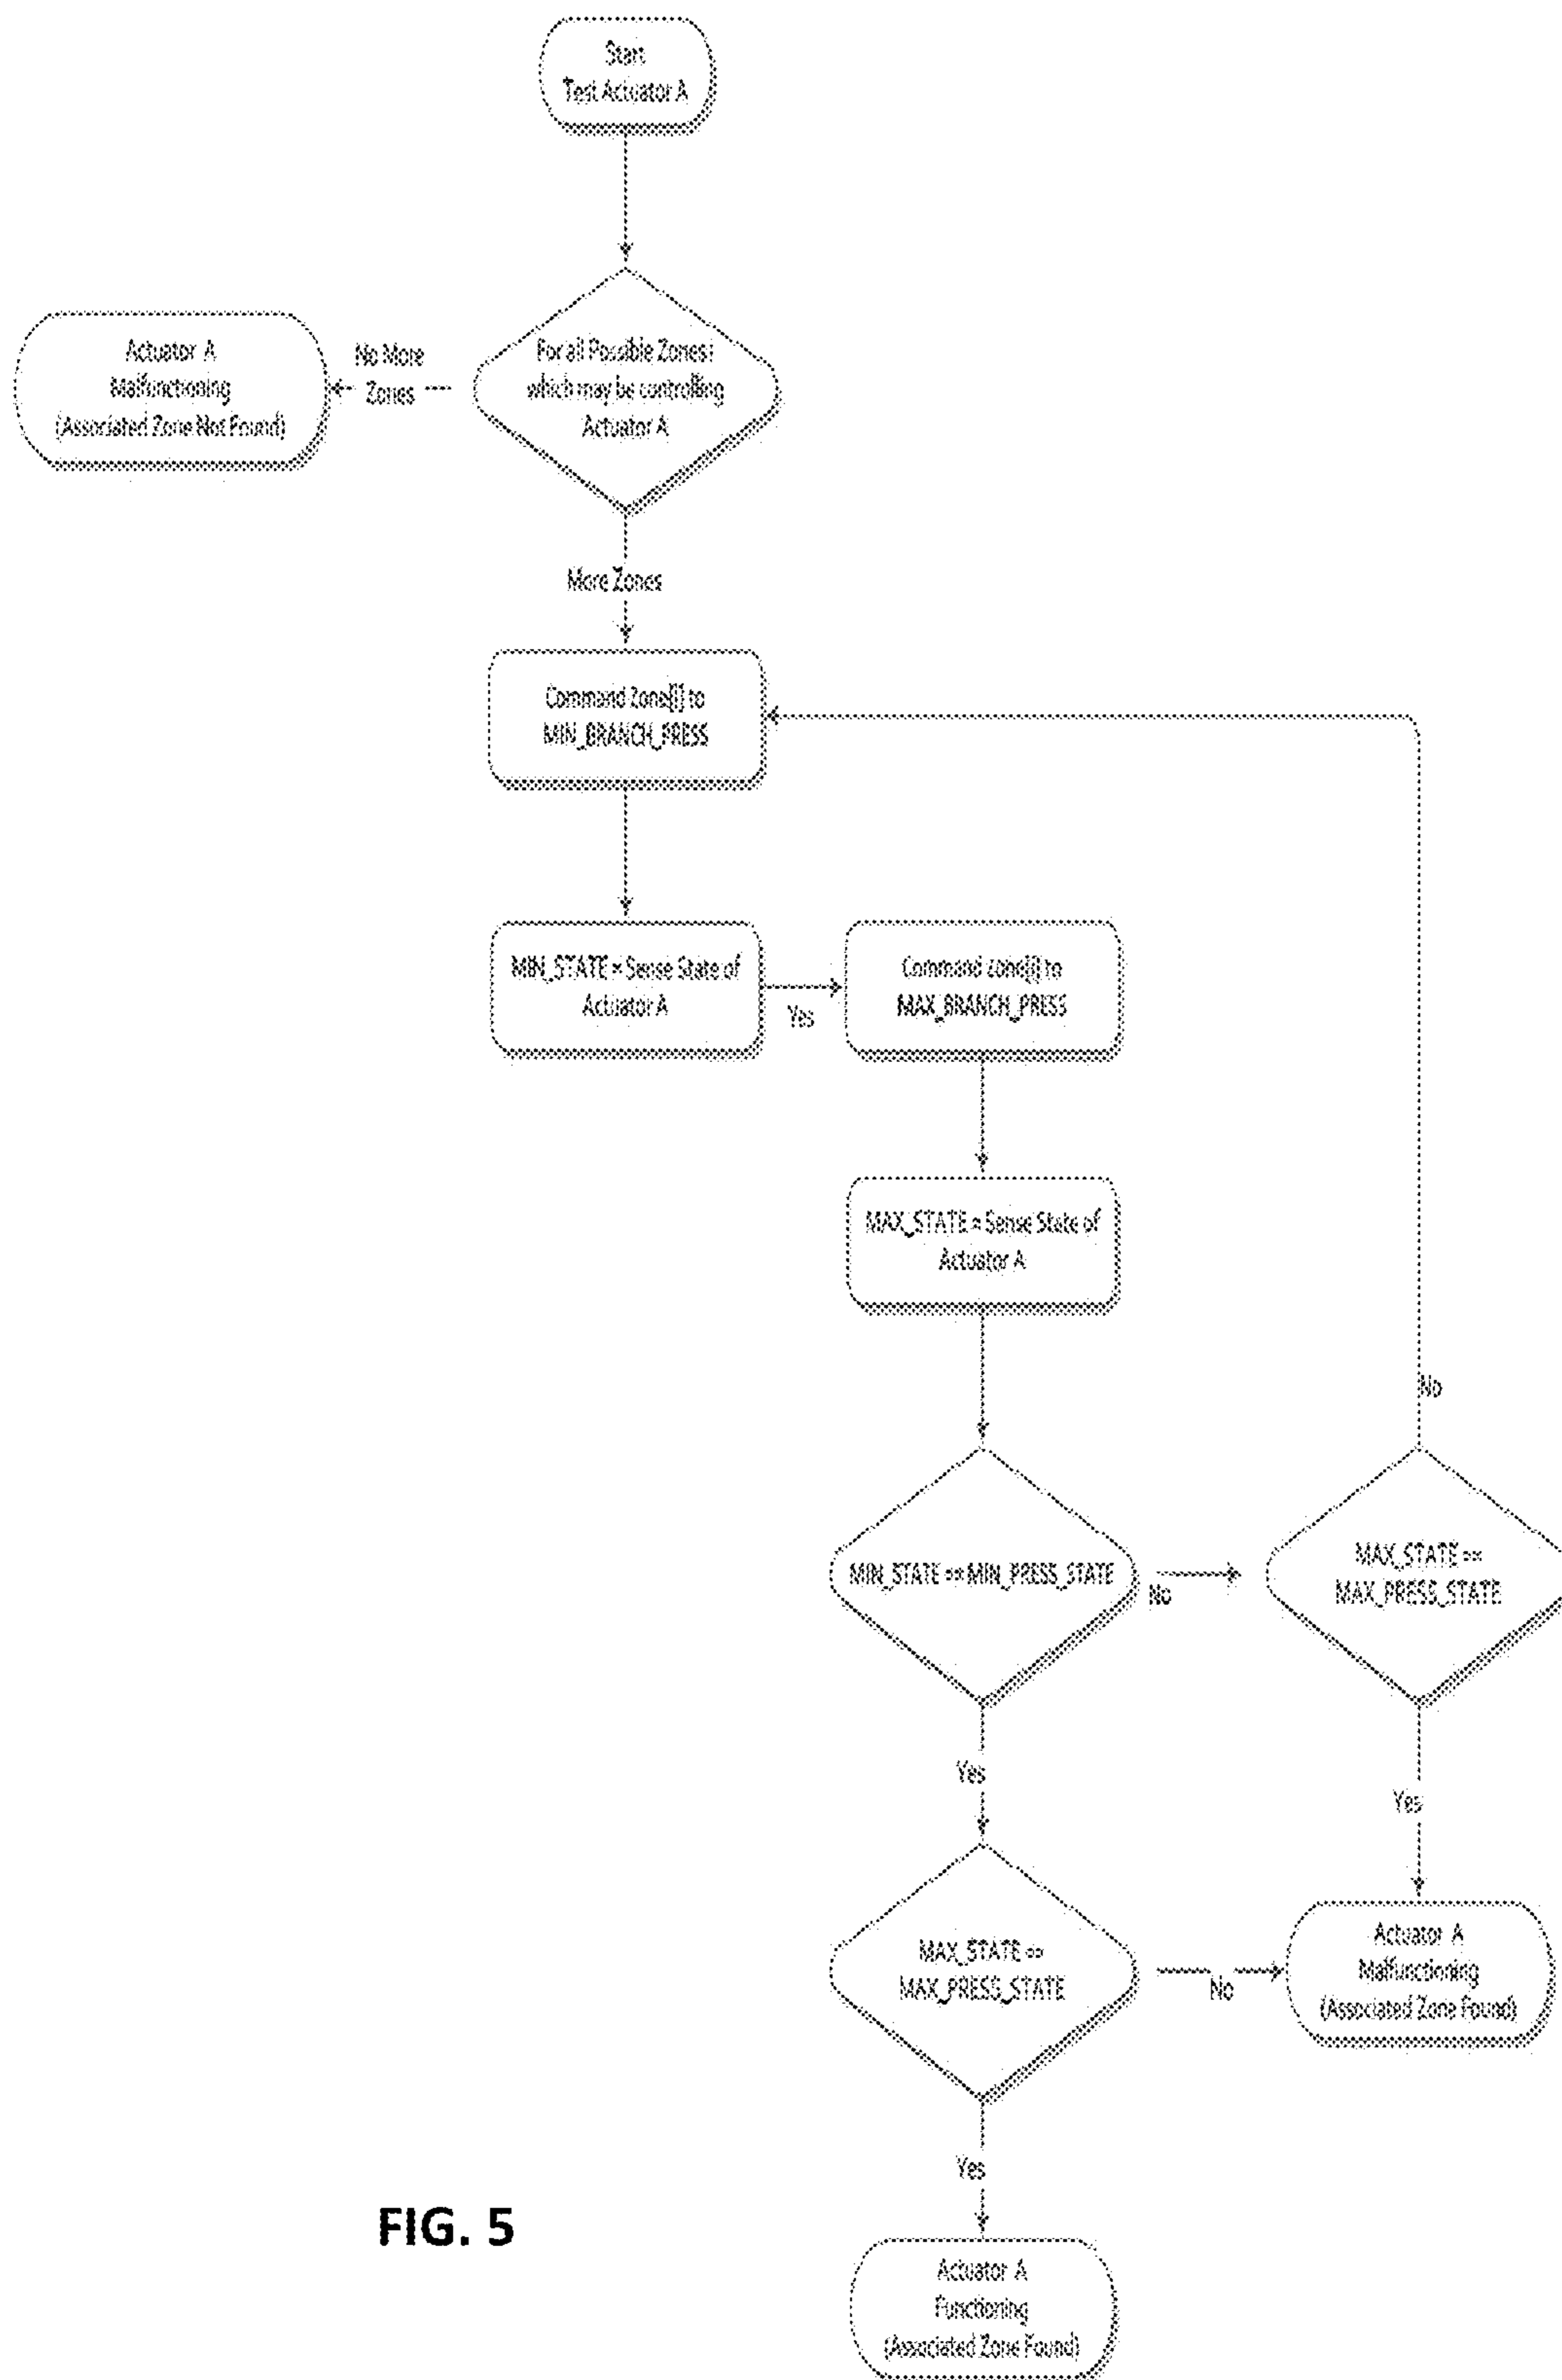 Start
Test Actuator A
For all Possible Zones i
which may be controlling
Actuator A
No More
Zones
Actuator A
Malfunctioning
(Associated Zone Not Found)
More Zones
Command Zone[i] to
MIN_BRANCH_PRESS
MIN_STATE = Sense State of
Actuator A
Yes
Command zone[i] to
MAX_BRANCH_PRESS
MAX_STATE = Sense State of
Actuator A
MIN_STATE == MIN_PRESS_STATE
No
MAX_STATE ==
MAX_PRESS_STATE
No
Yes
Yes
MAX_STATE ==
MAX_PRESS_STATE
No
Actuator A
Malfunctioning
(Associated Zone Found)
Yes
Actuator A
Functioning
(Associated Zone Found)
FIG. 5